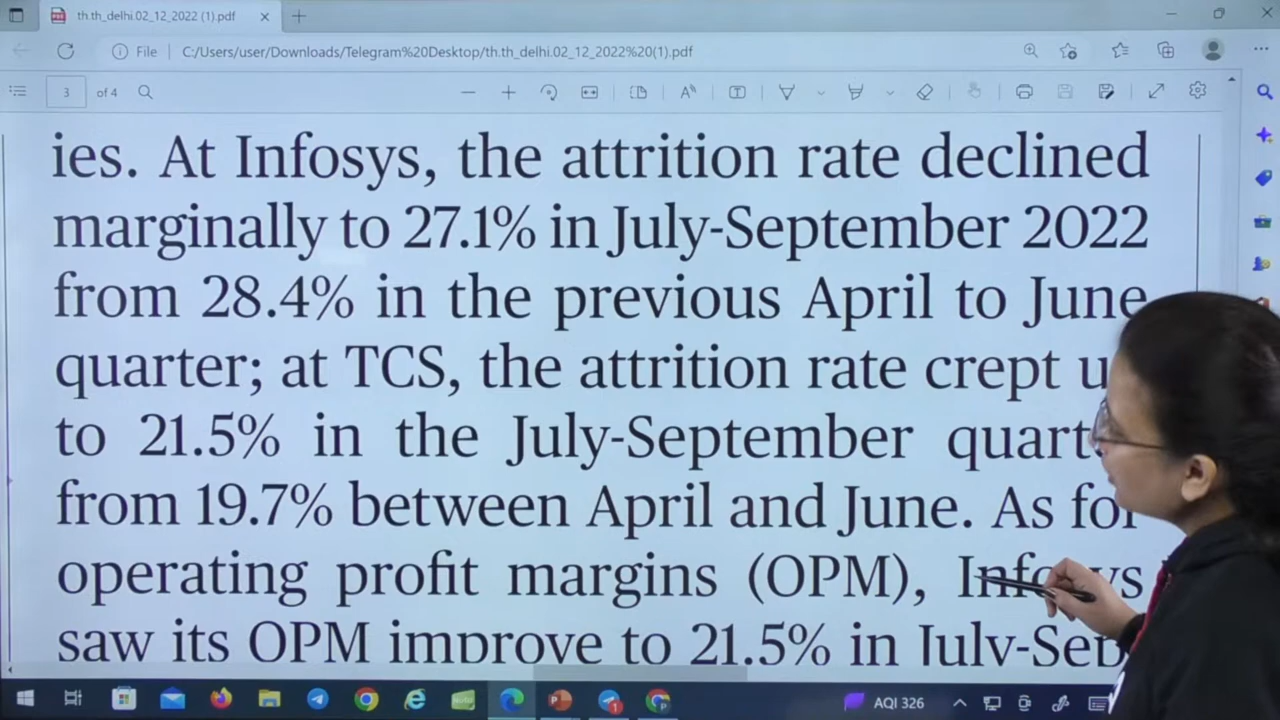 th.th_delhi.02_12_2022 (1).pdf
File
C:/Users/user/Downloads/Telegram%20Desktop/th.th_delhi.02_12_2022%20(1).pdf
3 of 4
ies. At Infosys, the attrition rate declined
marginally to 27.1% in July-September 2022
from 28.4% in the previous April to June
quarter; at TCS, the attrition rate crept u
to 21.5% in the July-September quart
from 19.7% between April and June. As for
operating profit margins (OPM), Infosys
saw its OPM improve to 21.5% in July-Sep
AQI 326